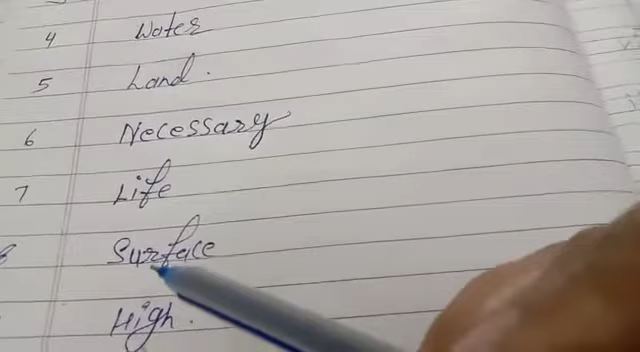 4 Water
5 Land.
6 Necessary
7 Life
8 Surface
High.